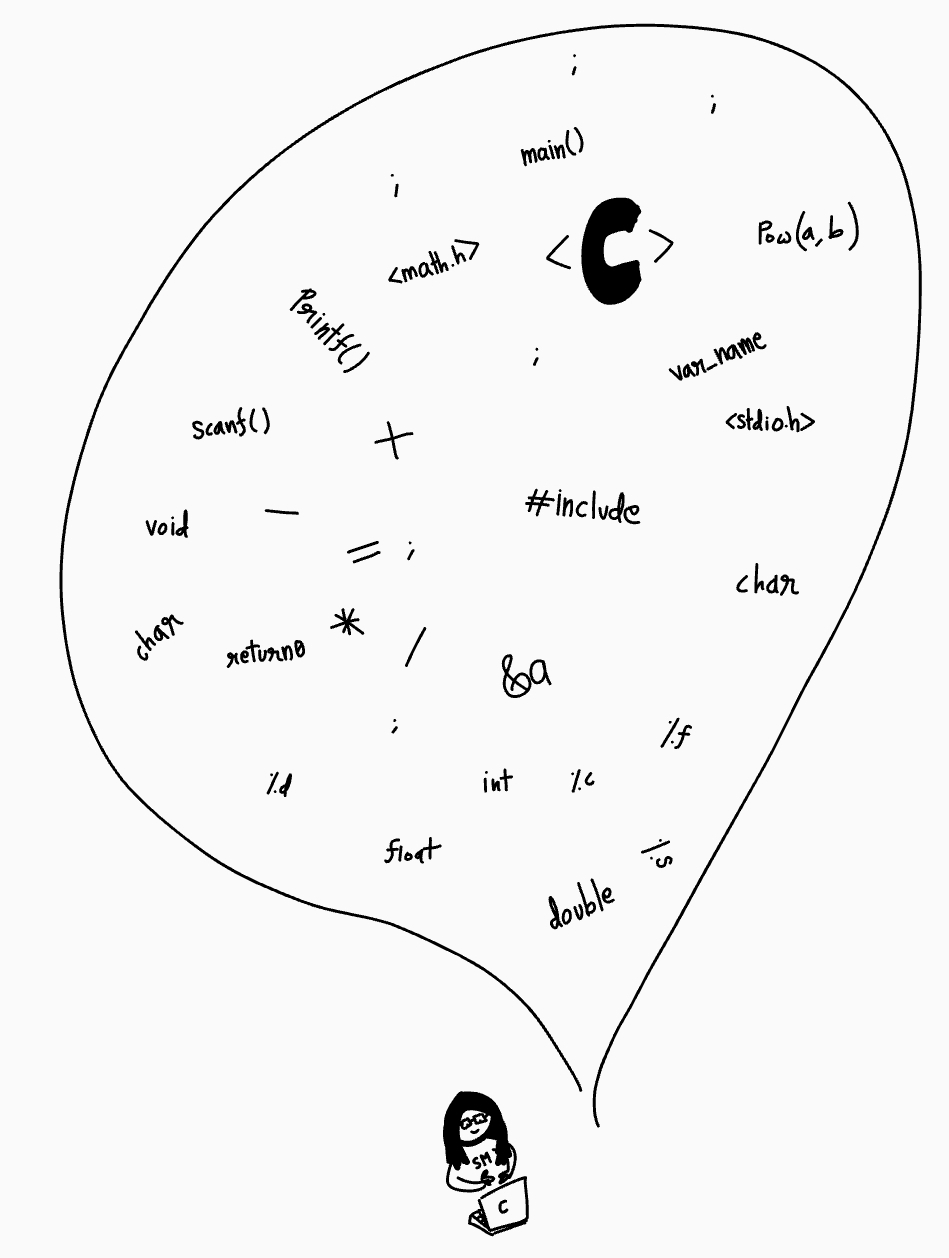 ;
;
main()
;
<math.h>
<C>
Pow(a,b)
Printf()
;
var_name
scanf()
+
<stdio.h>
void
-
#include
=
;
char
char
return0
*
/
&a
;
%f
%d
int
%c
float
%s
double
SM
C